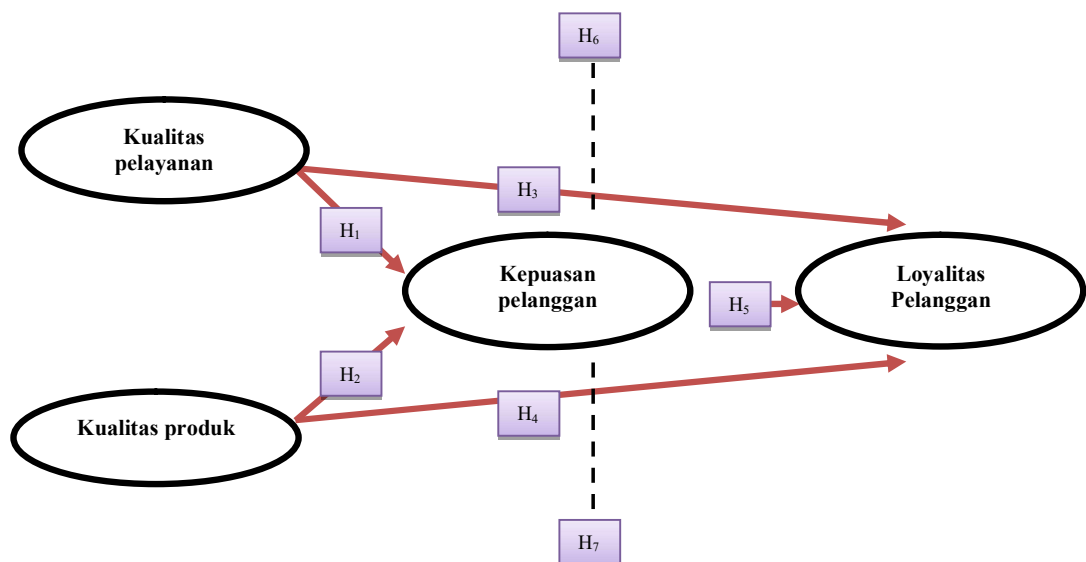 H₆
Kualitas
pelayanan
H₃
H₁
Kepuasan
pelanggan
H₅
Loyalitas
Pelanggan
H₂
H₄
Kualitas produk
H₇